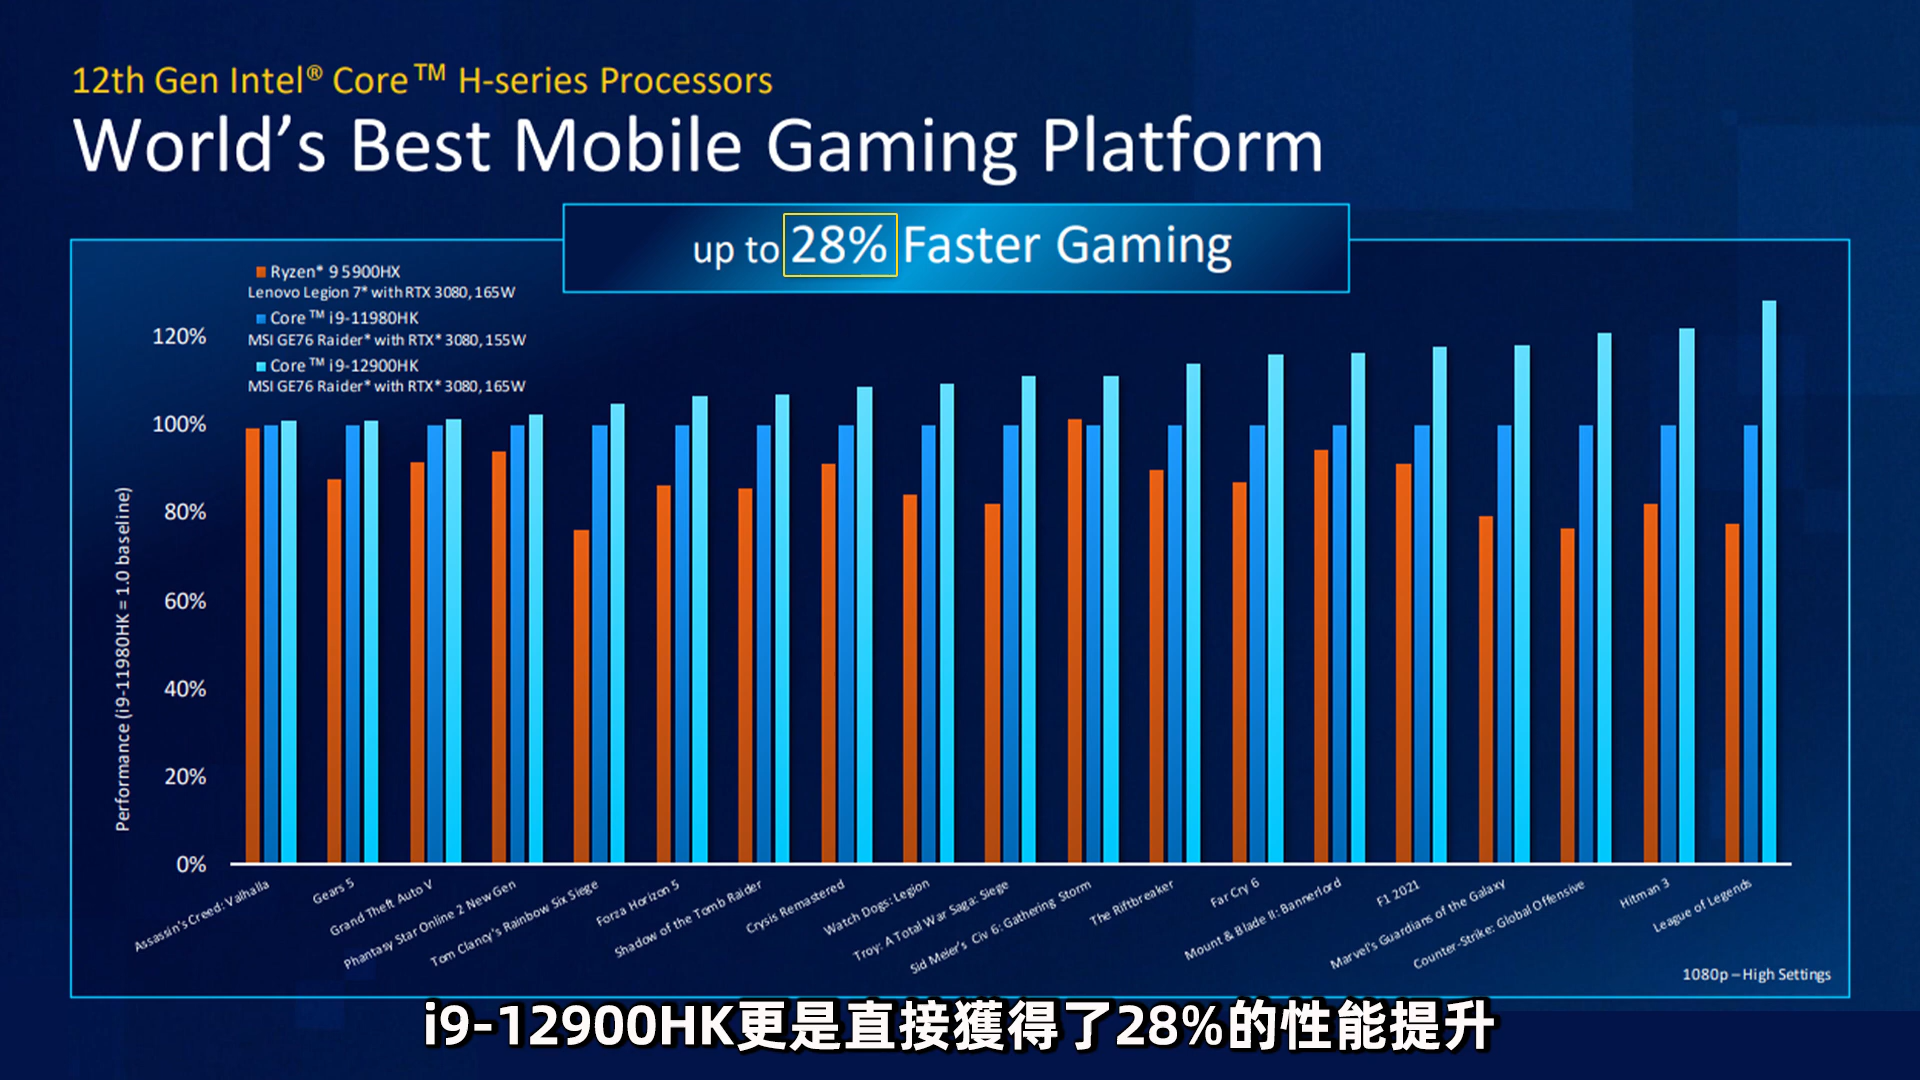 12th Gen Intel® Core™ H-series Processors
World’s Best Mobile Gaming Platform
up to 28% Faster Gaming
Ryzen* 9 5900HX
Lenovo Legion 7* with RTX 3080, 165W
Core™ i9-11980HK
MSI GE76 Raider* with RTX* 3080, 155W
Core™ i9-12900HK
MSI GE76 Raider* with RTX* 3080, 165W
120%
100%
80%
60%
40%
20%
0%
Performance (i9-11980HK = 1.0 baseline)
Assassin's Creed: Valhalla
Gears 5
Grand Theft Auto V
Phantasy Star Online 2 New Gen
Tom Clancy's Rainbow Six Siege
Forza Horizon 5
Shadow of the Tomb Raider
Crysis Remastered
Watch Dogs: Legion
Troy: A Total War Saga: Siege
Sid Meier's Civ 6: Gathering Storm
The Riftbreaker
Far Cry 6
Mount & Blade II: Bannerlord
F1 2021
Marvel's Guardians of the Galaxy
Counter-Strike: Global Offensive
Hitman 3
League of Legends
1080p – High Settings
i9-12900HK更是直接獲得了28%的性能提升